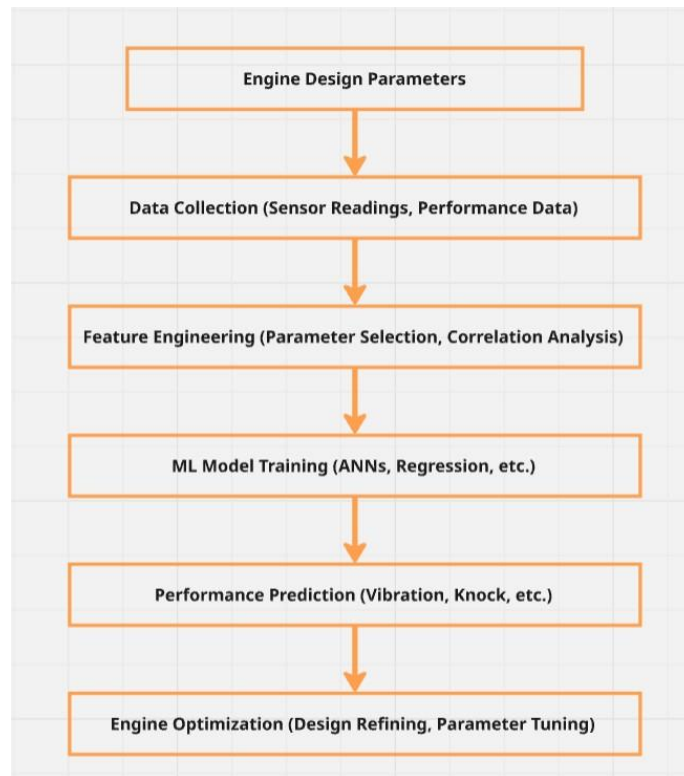 Engine Design Parameters
Data Collection (Sensor Readings, Performance Data)
Feature Engineering (Parameter Selection, Correlation Analysis)
ML Model Training (ANNs, Regression, etc.)
Performance Prediction (Vibration, Knock, etc.)
Engine Optimization (Design Refining, Parameter Tuning)